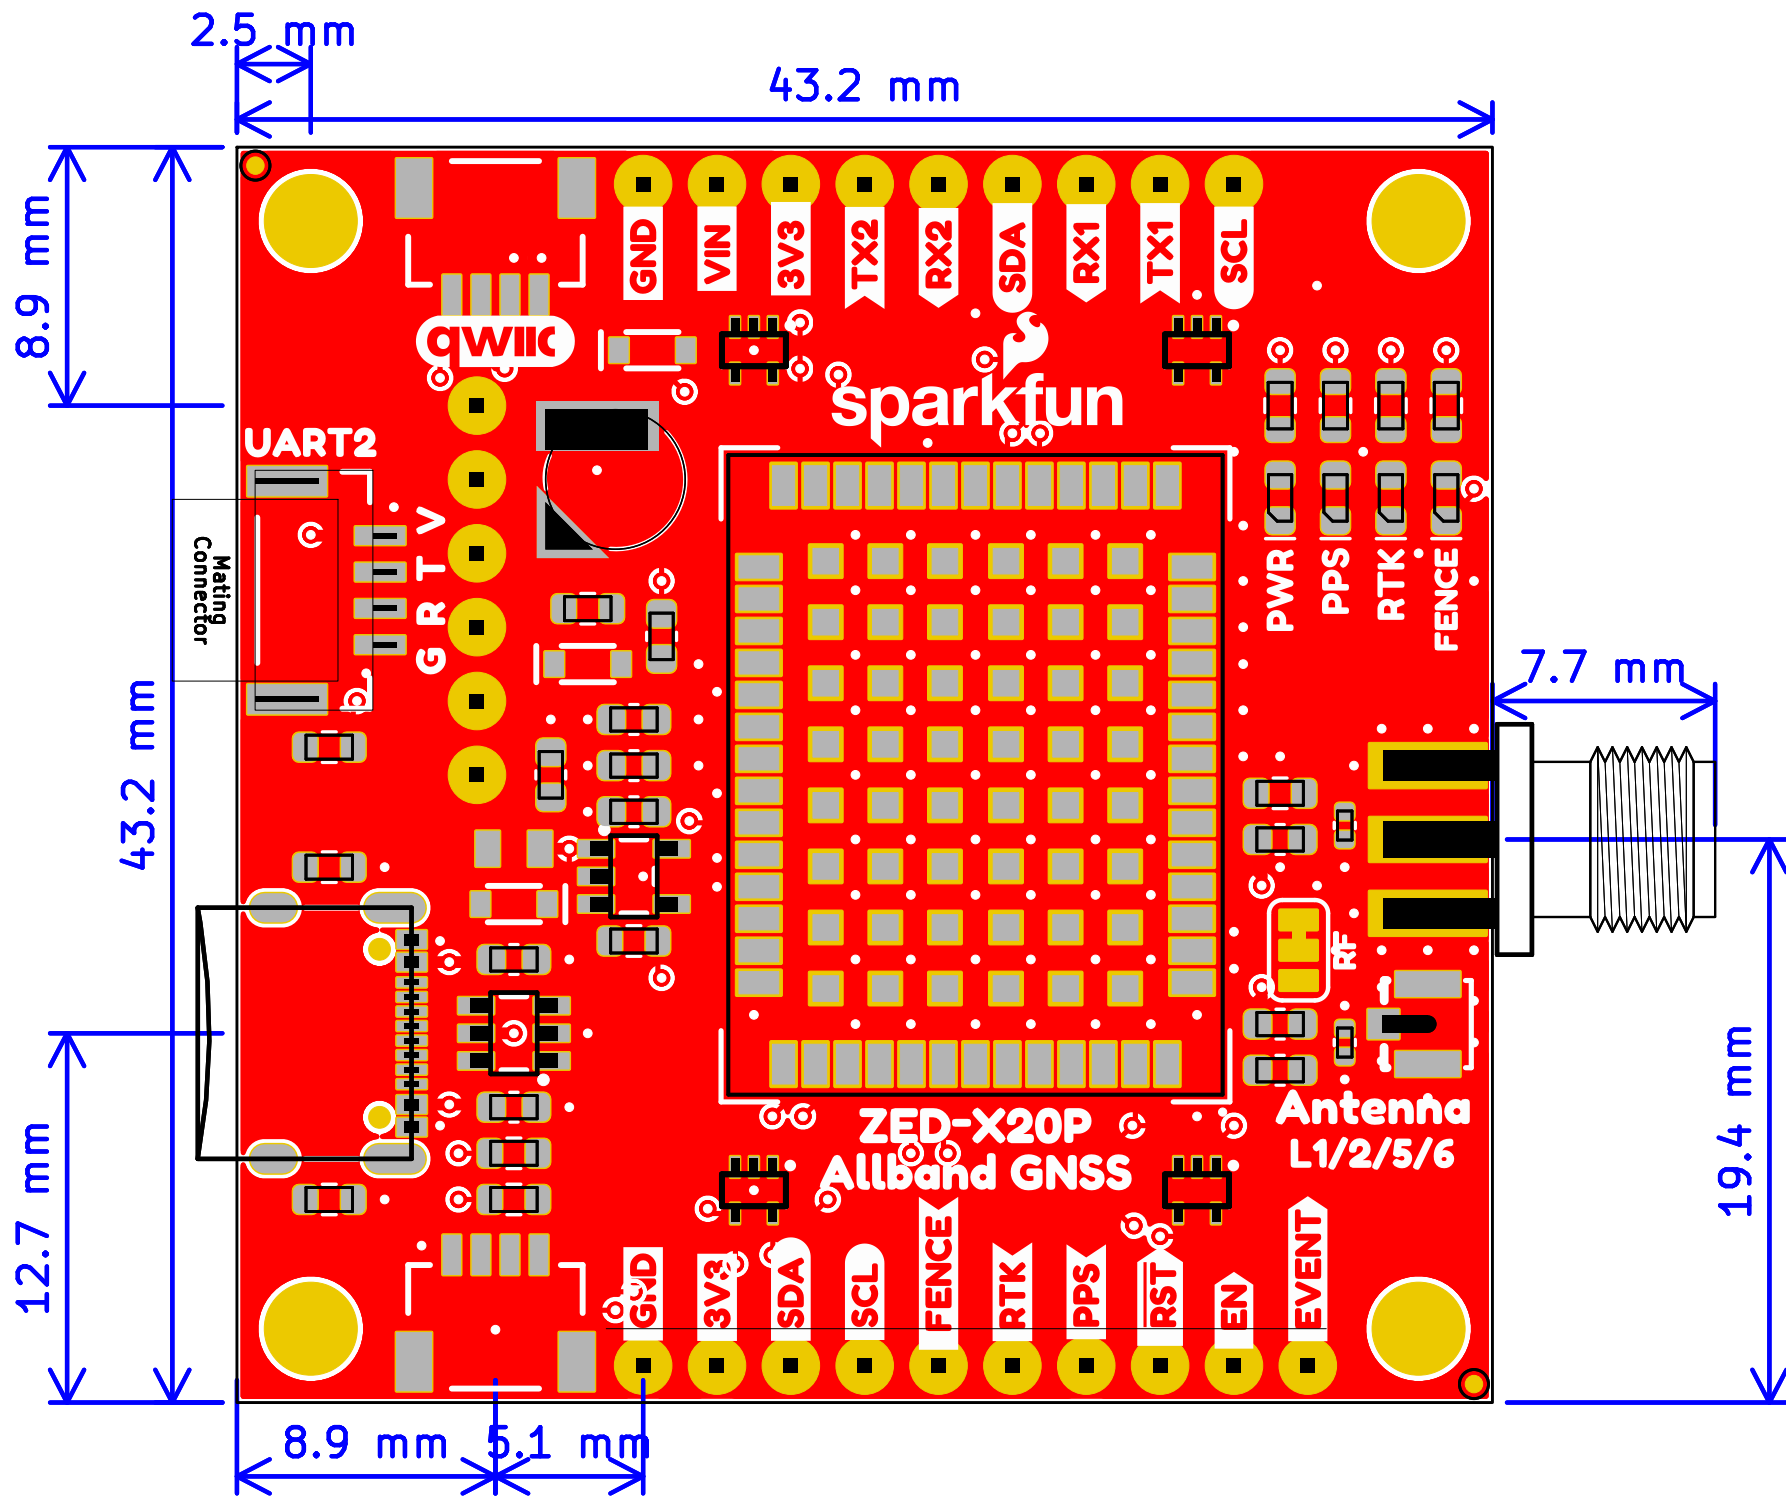 2.5 mm
43.2 mm
8.9 mm
43.2 mm
12.7 mm
8.9 mm
5.1 mm
7.7 mm
19.4 mm
GND
VIN
3V3
TX2
RX2
SDA
RX1
TX1
SCL
qwiic
sparkfun
UART2
V
T
R
G
Mating
Connector
PWR
PPS
RTK
FENCE
RF
Antenna
L1/2/5/6
ZED-X20P
Allband GNSS
GND
3V3
SDA
SCL
FENCE
RTK
PPS
RST
EN
EVENT